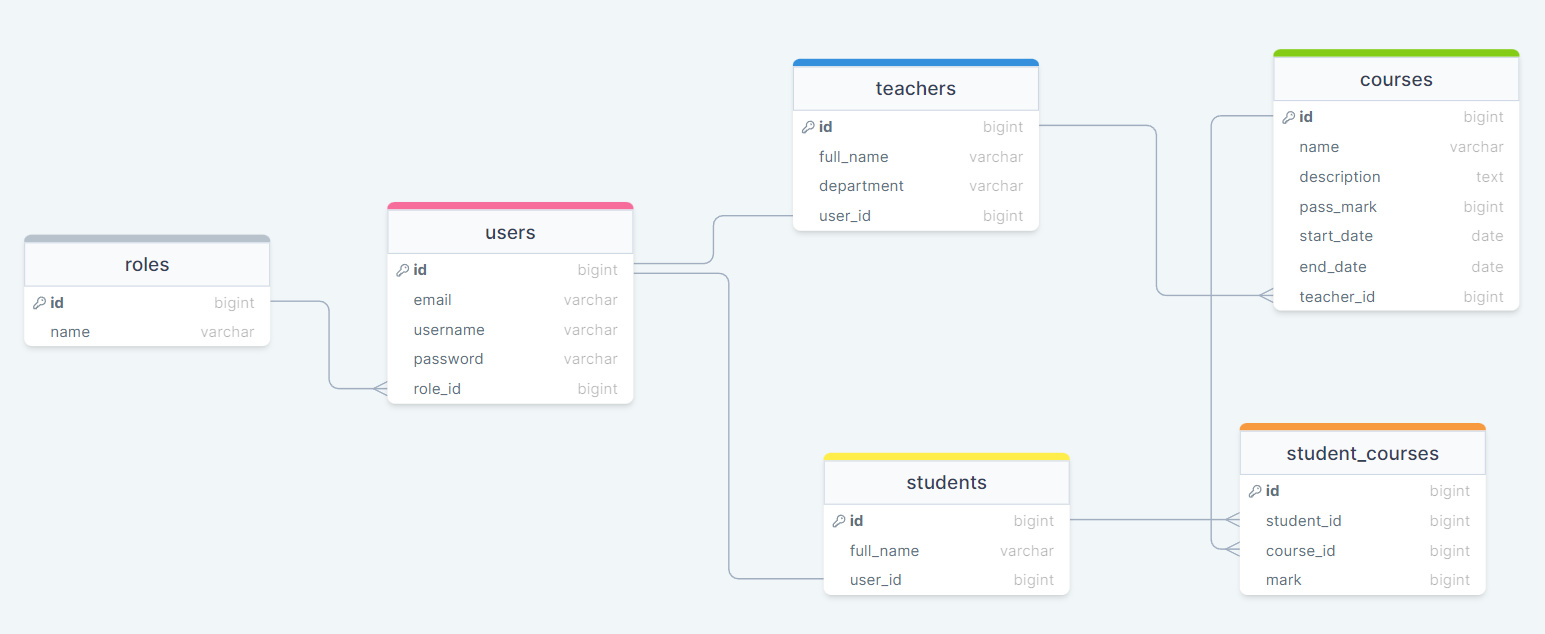 roles
id bigint
name varchar
users
id bigint
email varchar
username varchar
password varchar
role_id bigint
teachers
id bigint
full_name varchar
department varchar
user_id bigint
students
id bigint
full_name varchar
user_id bigint
courses
id bigint
name varchar
description text
pass_mark bigint
start_date date
end_date date
teacher_id bigint
student_courses
id bigint
student_id bigint
course_id bigint
mark bigint